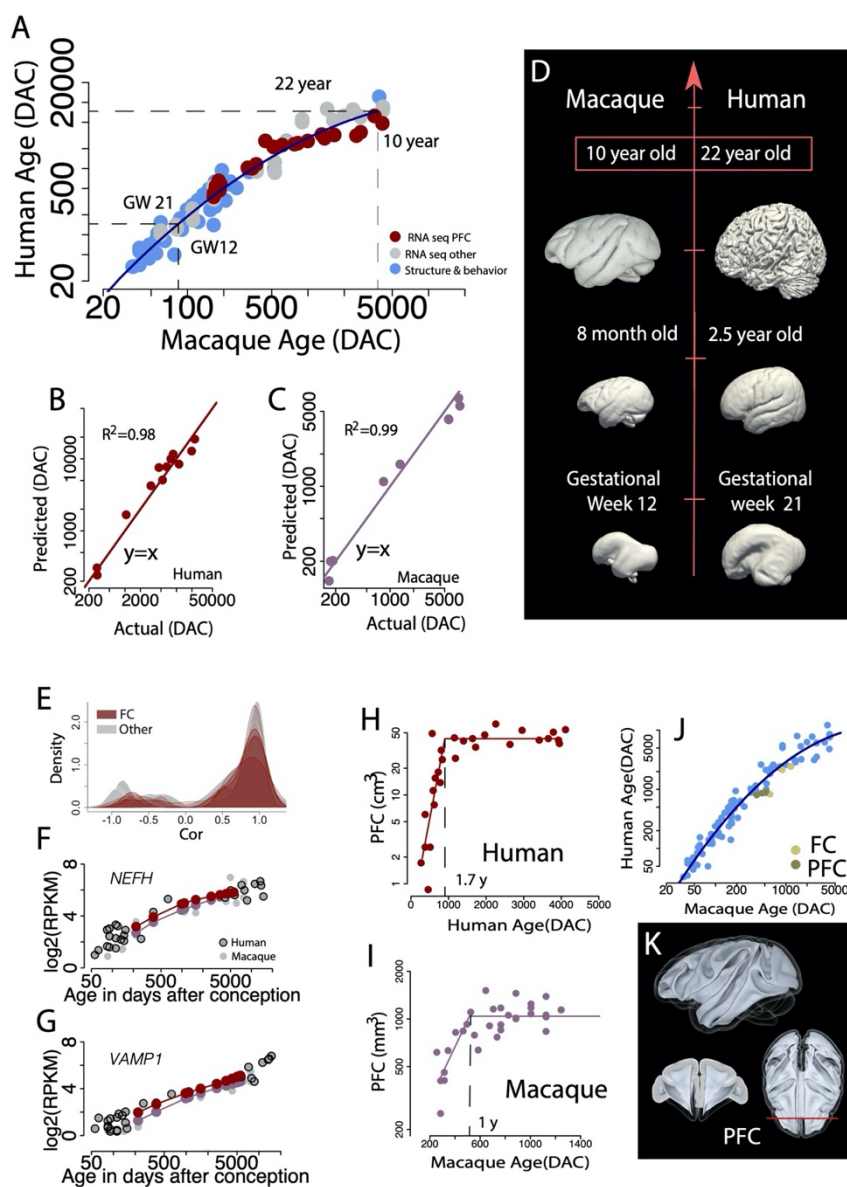 A
Human Age (DAC)
20000
500
20
22 year
10 year
GW 21
GW12
RNA seq PFC
RNA seq other
Structure & behavior
20 100 500 5000
Macaque Age (DAC)
B
R2=0.98
Predicted (DAC)
10000
1000
200
y=x
Human
200 2000 50000
Actual (DAC)
C
R2=0.99
Predicted (DAC)
5000
1000
200
y=x
Macaque
200 1000 5000
Actual (DAC)
D
Macaque Human
10 year old 22 year old
8 month old 2.5 year old
Gestational Gestational
Week 12 week 21
E
FC
Other
Density
2.0
1.0
0.0
-1.0 0.0 1.0
Cor
F
NEFH
log2(RPKM)
8
4
0
Human
Macaque
50 500 5000
Age in days after conception
G
VAMP1
log2(RPKM)
8
4
0
50 500 5000
Age in days after conception
H
PFC (cm3)
50
20
10
5
2
1
Human
1.7 y
0 1000 2000 3000 4000 5000
Human Age(DAC)
I
PFC (mm3)
2000
1000
500
200
Macaque
1 y
200 600 1000 1400
Macaque Age(DAC)
J
Human Age(DAC)
5000
1000
200
50
FC
PFC
50 200 1000 5000
Macaque Age (DAC)
K
PFC